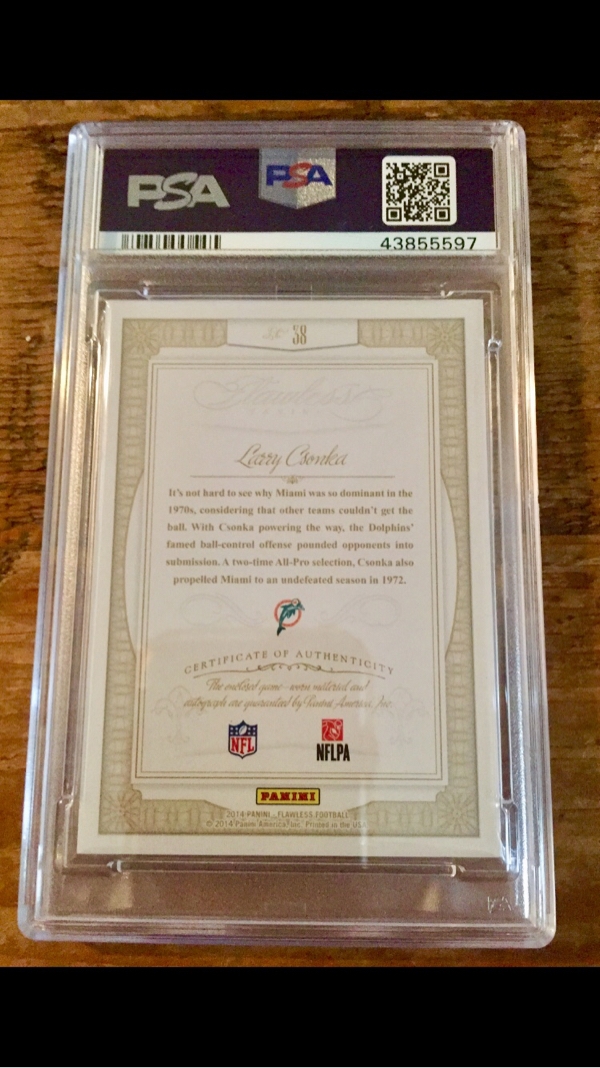 PSA
PSA
43855597
38
Flawless
Larry Csonka
It's not hard to see why Miami was so dominant in the
1970s, considering that other teams couldn't get the
ball. With Csonka powering the way, the Dolphins'
famed ball-control offense pounded opponents into
submission. A two-time All-Pro selection, Csonka also
propelled Miami to an undefeated season in 1972.
CERTIFICATE OF AUTHENTICITY
The enclosed game-worn material and
autograph are guaranteed by Panini America, Inc.
NFL
NFLPA
PANINI
2014 PANINI - FLAWLESS FOOTBALL
© 2014 Panini America, Inc. Printed in the USA
PSA